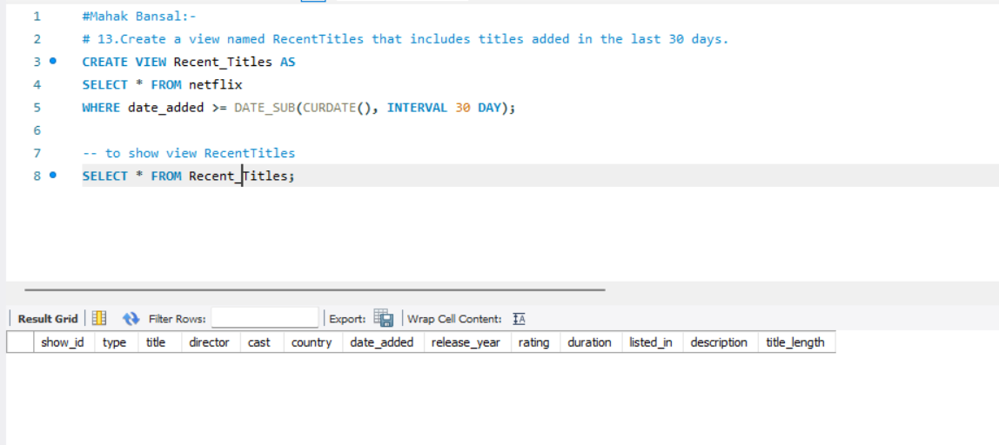 1 #Mahak Bansal:-
2 # 13.Create a view named RecentTitles that includes titles added in the last 30 days.
3 CREATE VIEW Recent_Titles AS
4 SELECT * FROM netflix
5 WHERE date_added >= DATE_SUB(CURDATE(), INTERVAL 30 DAY);
6
7 -- to show view RecentTitles
8 SELECT * FROM Recent_Titles;
Result Grid Filter Rows: Export: Wrap Cell Content: IA
show_id type title director cast country date_added release_year rating duration listed_in description title_length